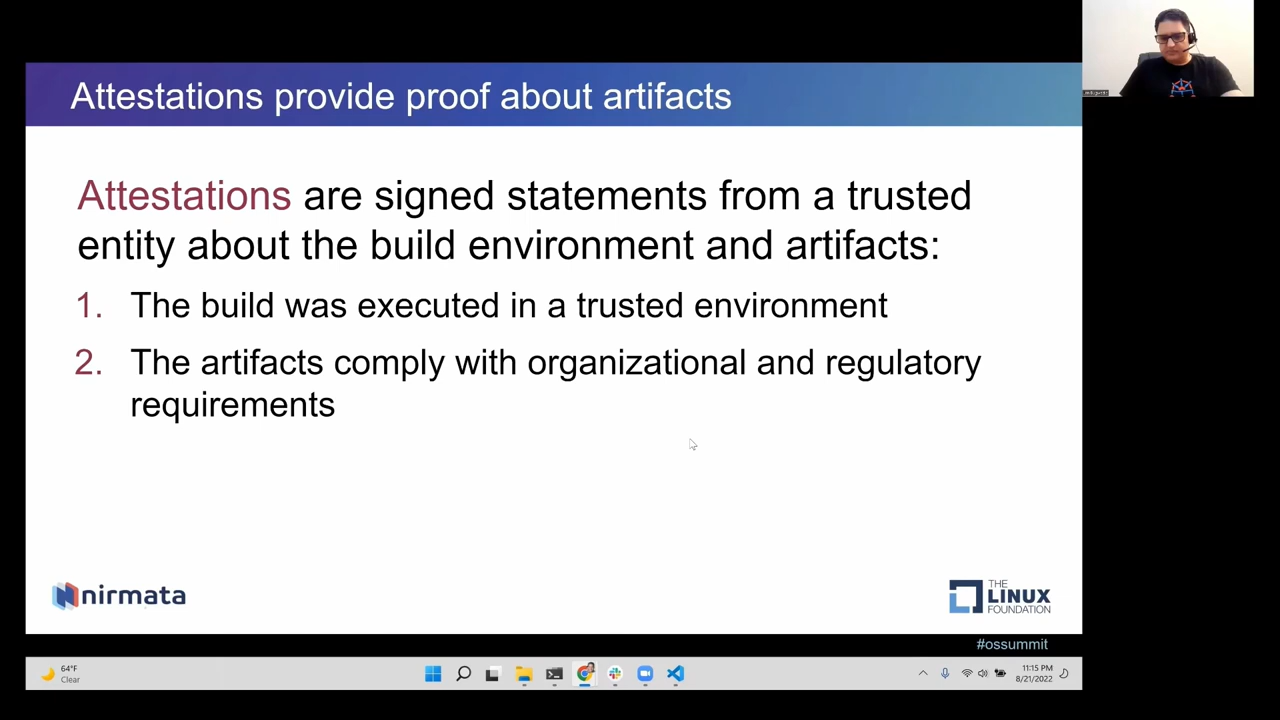 Attestations provide proof about artifacts
Attestations are signed statements from a trusted
entity about the build environment and artifacts:
1. The build was executed in a trusted environment
2. The artifacts comply with organizational and regulatory
requirements
nirmata
THE
LINUX
FOUNDATION
#ossummit
64°F
Clear
11:15 PM
8/21/2022